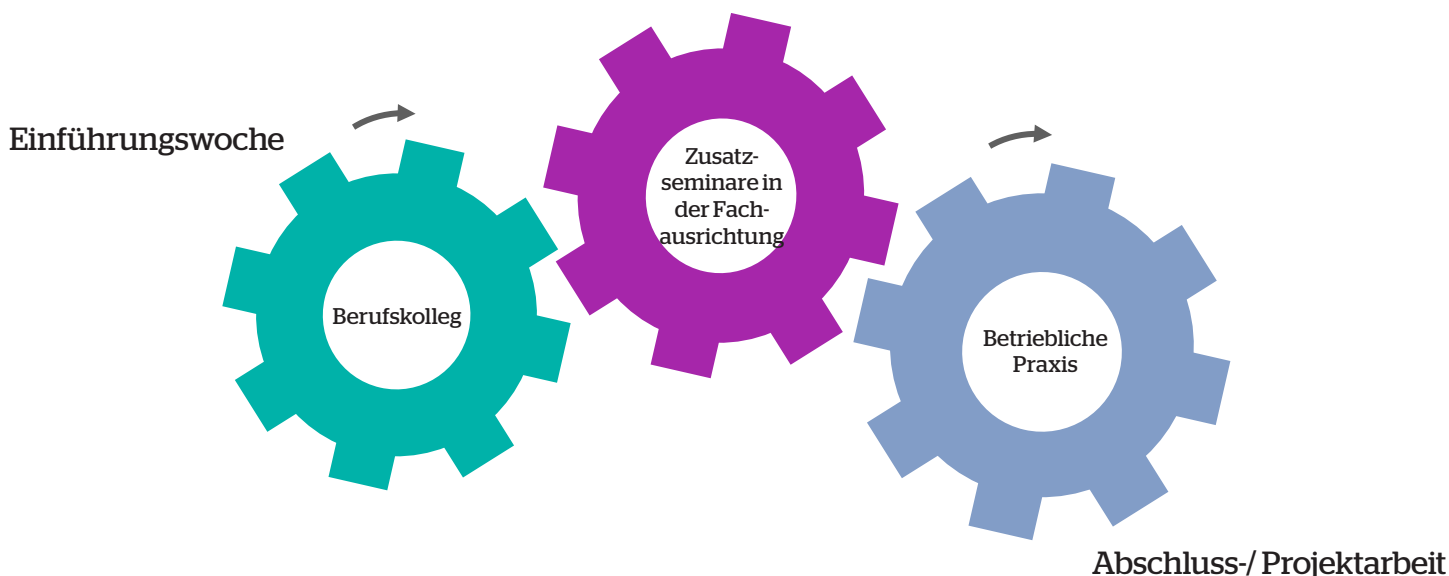 Einführungswoche
Berufskolleg
Zusatz-
seminare in
der Fach-
ausrichtung
Betriebliche
Praxis
Abschluss-/ Projektarbeit